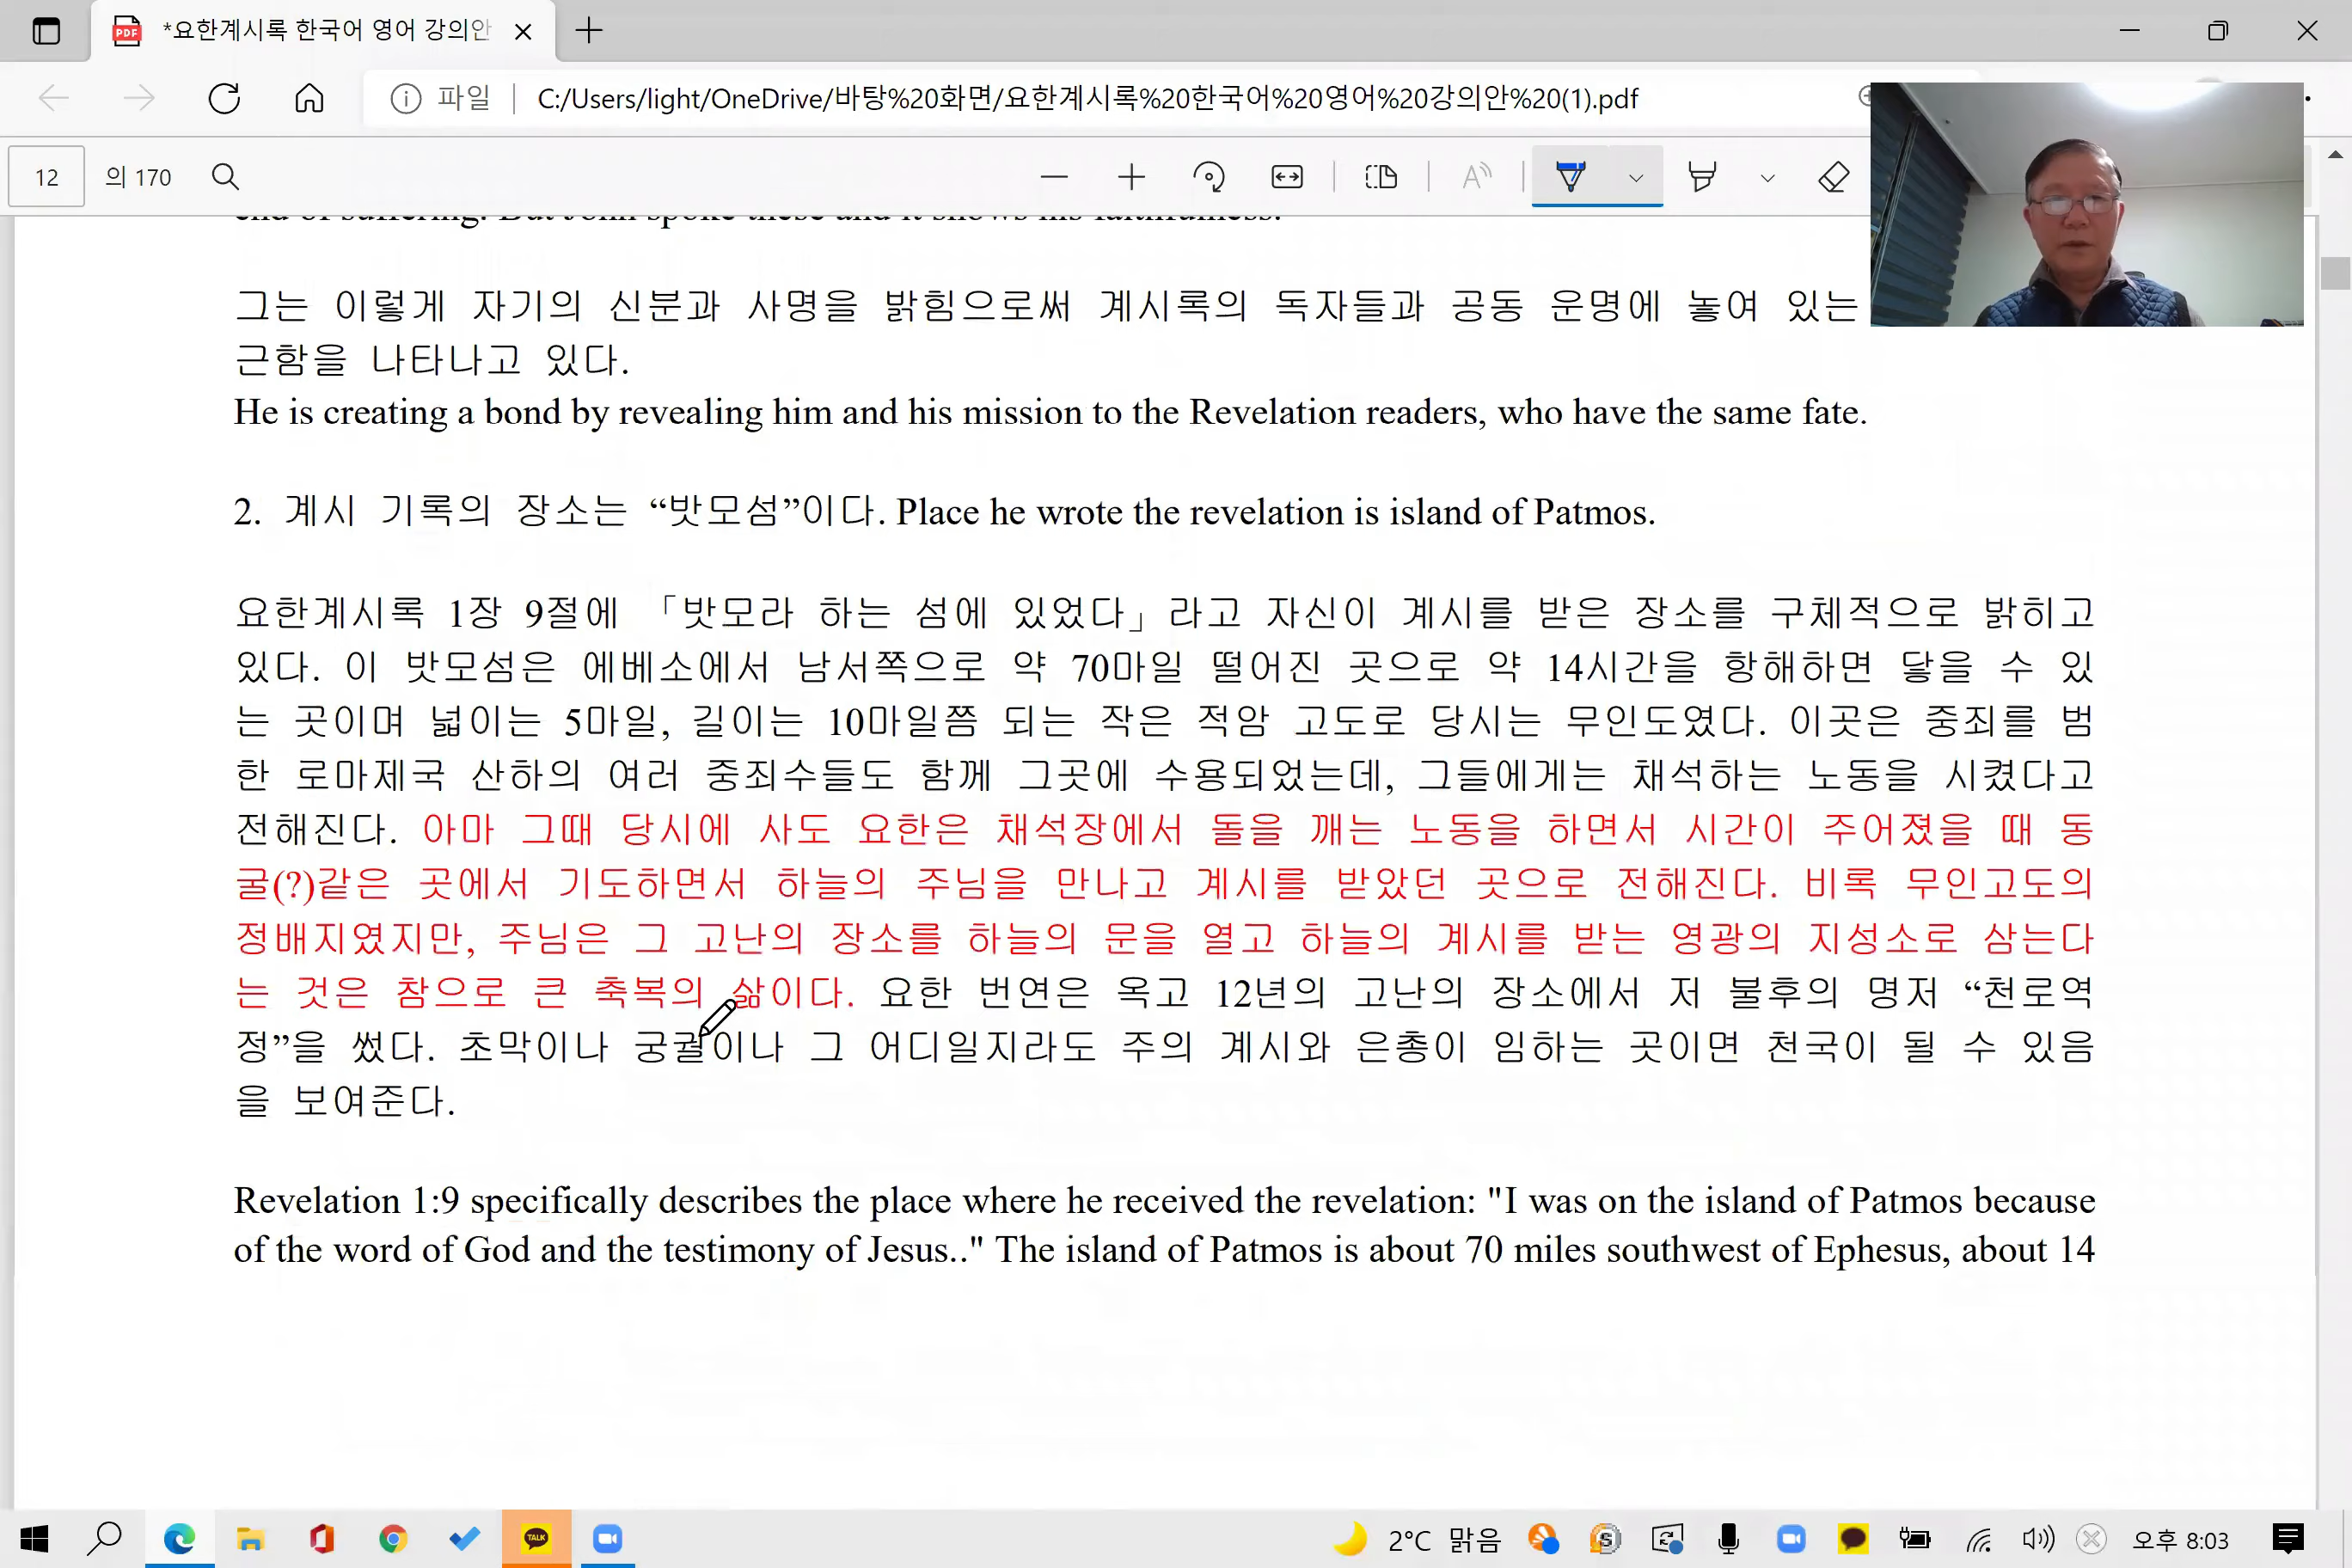 *요한계시록 한국어 영어 강의안
파일 C:/Users/light/OneDrive/바탕%20화면/요한계시록%20한국어%20영어%20강의안%20(1).pdf
12 의 170
end of suffering. But John spoke these and it shows his faithfulness.
그는 이렇게 자기의 신분과 사명을 밝힘으로써 계시록의 독자들과 공동 운명에 놓여 있는
근함을 나타나고 있다.
He is creating a bond by revealing him and his mission to the Revelation readers, who have the same fate.
2. 계시 기록의 장소는 “밧모섬”이다. Place he wrote the revelation is island of Patmos.
요한계시록 1장 9절에 「밧모라 하는 섬에 있었다」라고 자신이 계시를 받은 장소를 구체적으로 밝히고
있다. 이 밧모섬은 에베소에서 남서쪽으로 약 70마일 떨어진 곳으로 약 14시간을 항해하면 닿을 수 있
는 곳이며 넓이는 5마일, 길이는 10마일쯤 되는 작은 적암 고도로 당시는 무인도였다. 이곳은 중죄를 범
한 로마제국 산하의 여러 중죄수들도 함께 그곳에 수용되었는데, 그들에게는 채석하는 노동을 시켰다고
전해진다. 아마 그때 당시에 사도 요한은 채석장에서 돌을 깨는 노동을 하면서 시간이 주어졌을 때 동
굴(?)같은 곳에서 기도하면서 하늘의 주님을 만나고 계시를 받았던 곳으로 전해진다. 비록 무인고도의
정배지였지만, 주님은 그 고난의 장소를 하늘의 문을 열고 하늘의 계시를 받는 영광의 지성소로 삼는다
는 것은 참으로 큰 축복의 삶이다. 요한 번연은 옥고 12년의 고난의 장소에서 저 불후의 명저 “천로역
정”을 썼다. 초막이나 궁궐이나 그 어디일지라도 주의 계시와 은총이 임하는 곳이면 천국이 될 수 있음
을 보여준다.
Revelation 1:9 specifically describes the place where he received the revelation: "I was on the island of Patmos because
of the word of God and the testimony of Jesus.." The island of Patmos is about 70 miles southwest of Ephesus, about 14
TALK 2°C 맑음 오후 8:03